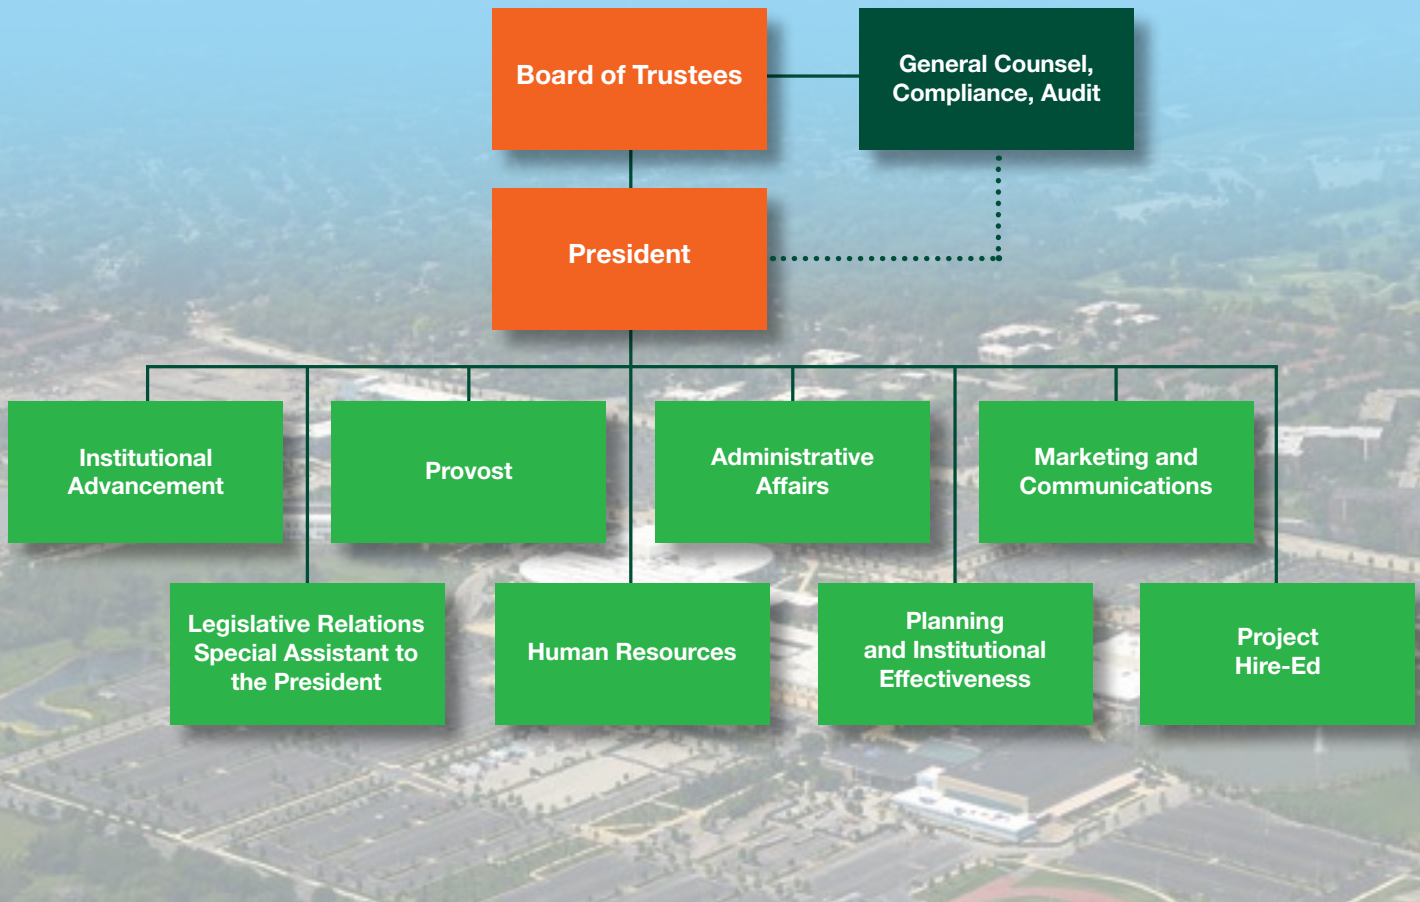 Board of Trustees
General Counsel,
Compliance, Audit
President
Institutional
Advancement
Provost
Administrative
Affairs
Marketing and
Communications
Legislative Relations
Special Assistant to
the President
Human Resources
Planning
and Institutional
Effectiveness
Project
Hire-Ed